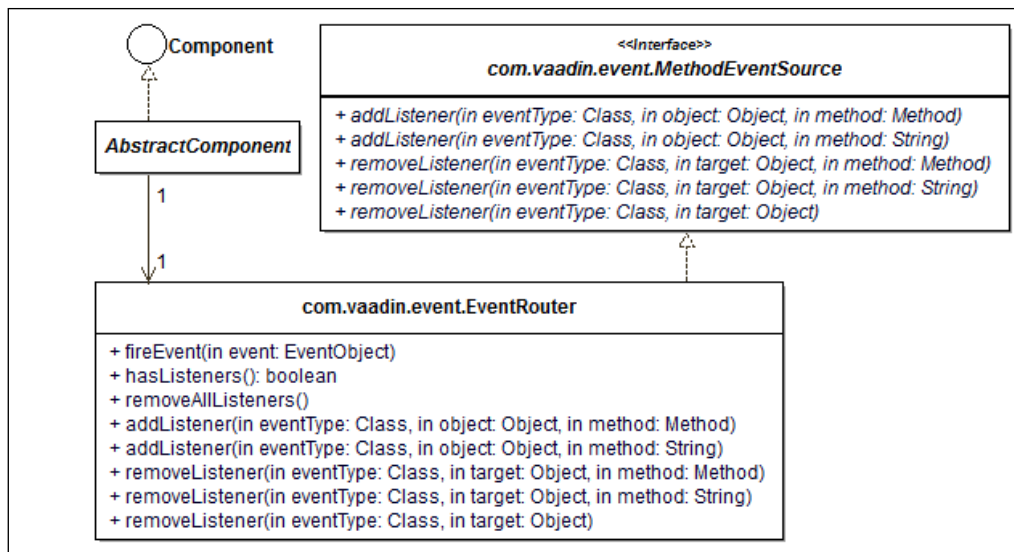 Component
AbstractComponent
1
1
<<Interface>>
com.vaadin.event.MethodEventSource
+ addListener(in eventType: Class, in object: Object, in method: Method)
+ addListener(in eventType: Class, in object: Object, in method: String)
+ removeListener(in eventType: Class, in target: Object, in method: Method)
+ removeListener(in eventType: Class, in target: Object, in method: String)
+ removeListener(in eventType: Class, in target: Object)
com.vaadin.event.EventRouter
+ fireEvent(in event: EventObject)
+ hasListeners(): boolean
+ removeAllListeners()
+ addListener(in eventType: Class, in object: Object, in method: Method)
+ addListener(in eventType: Class, in object: Object, in method: String)
+ removeListener(in eventType: Class, in target: Object, in method: Method)
+ removeListener(in eventType: Class, in target: Object, in method: String)
+ removeListener(in eventType: Class, in target: Object)